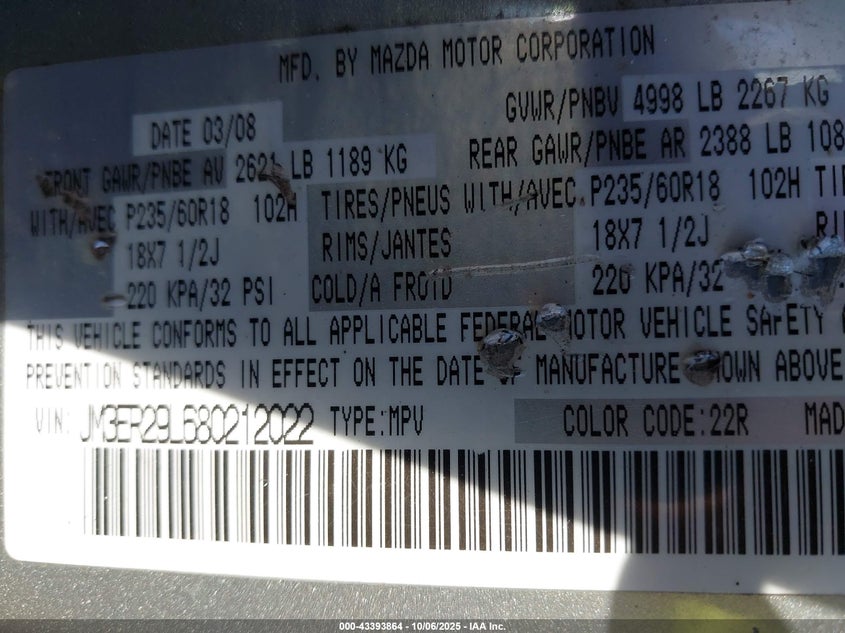 MFD. BY MAZDA MOTOR CORPORATION
DATE 03/08 GVWR/PNBV 4998 LB 2267 KG
FRONT GAWR/PNBE AV 2621 LB 1189 KG REAR GAWR/PNBE AR 2388 LB 108
WITH/AVEC P235/60R18 102H TIRES/PNEUS WITH/AVEC P235/60R18 102H TI
18X7 1/2J RIMS/JANTES 18X7 1/2J RI
220 KPA/32 PSI COLD/A FROID 220 KPA/32
THIS VEHICLE CONFORMS TO ALL APPLICABLE FEDERAL MOTOR VEHICLE SAFETY
PREVENTION STANDARDS IN EFFECT ON THE DATE OF MANUFACTURE SHOWN ABOVE
VIN: JM3ER29L680212022 TYPE:MPV COLOR CODE:22R MAD
000-43393864 - 10/06/2025 - IAA Inc.